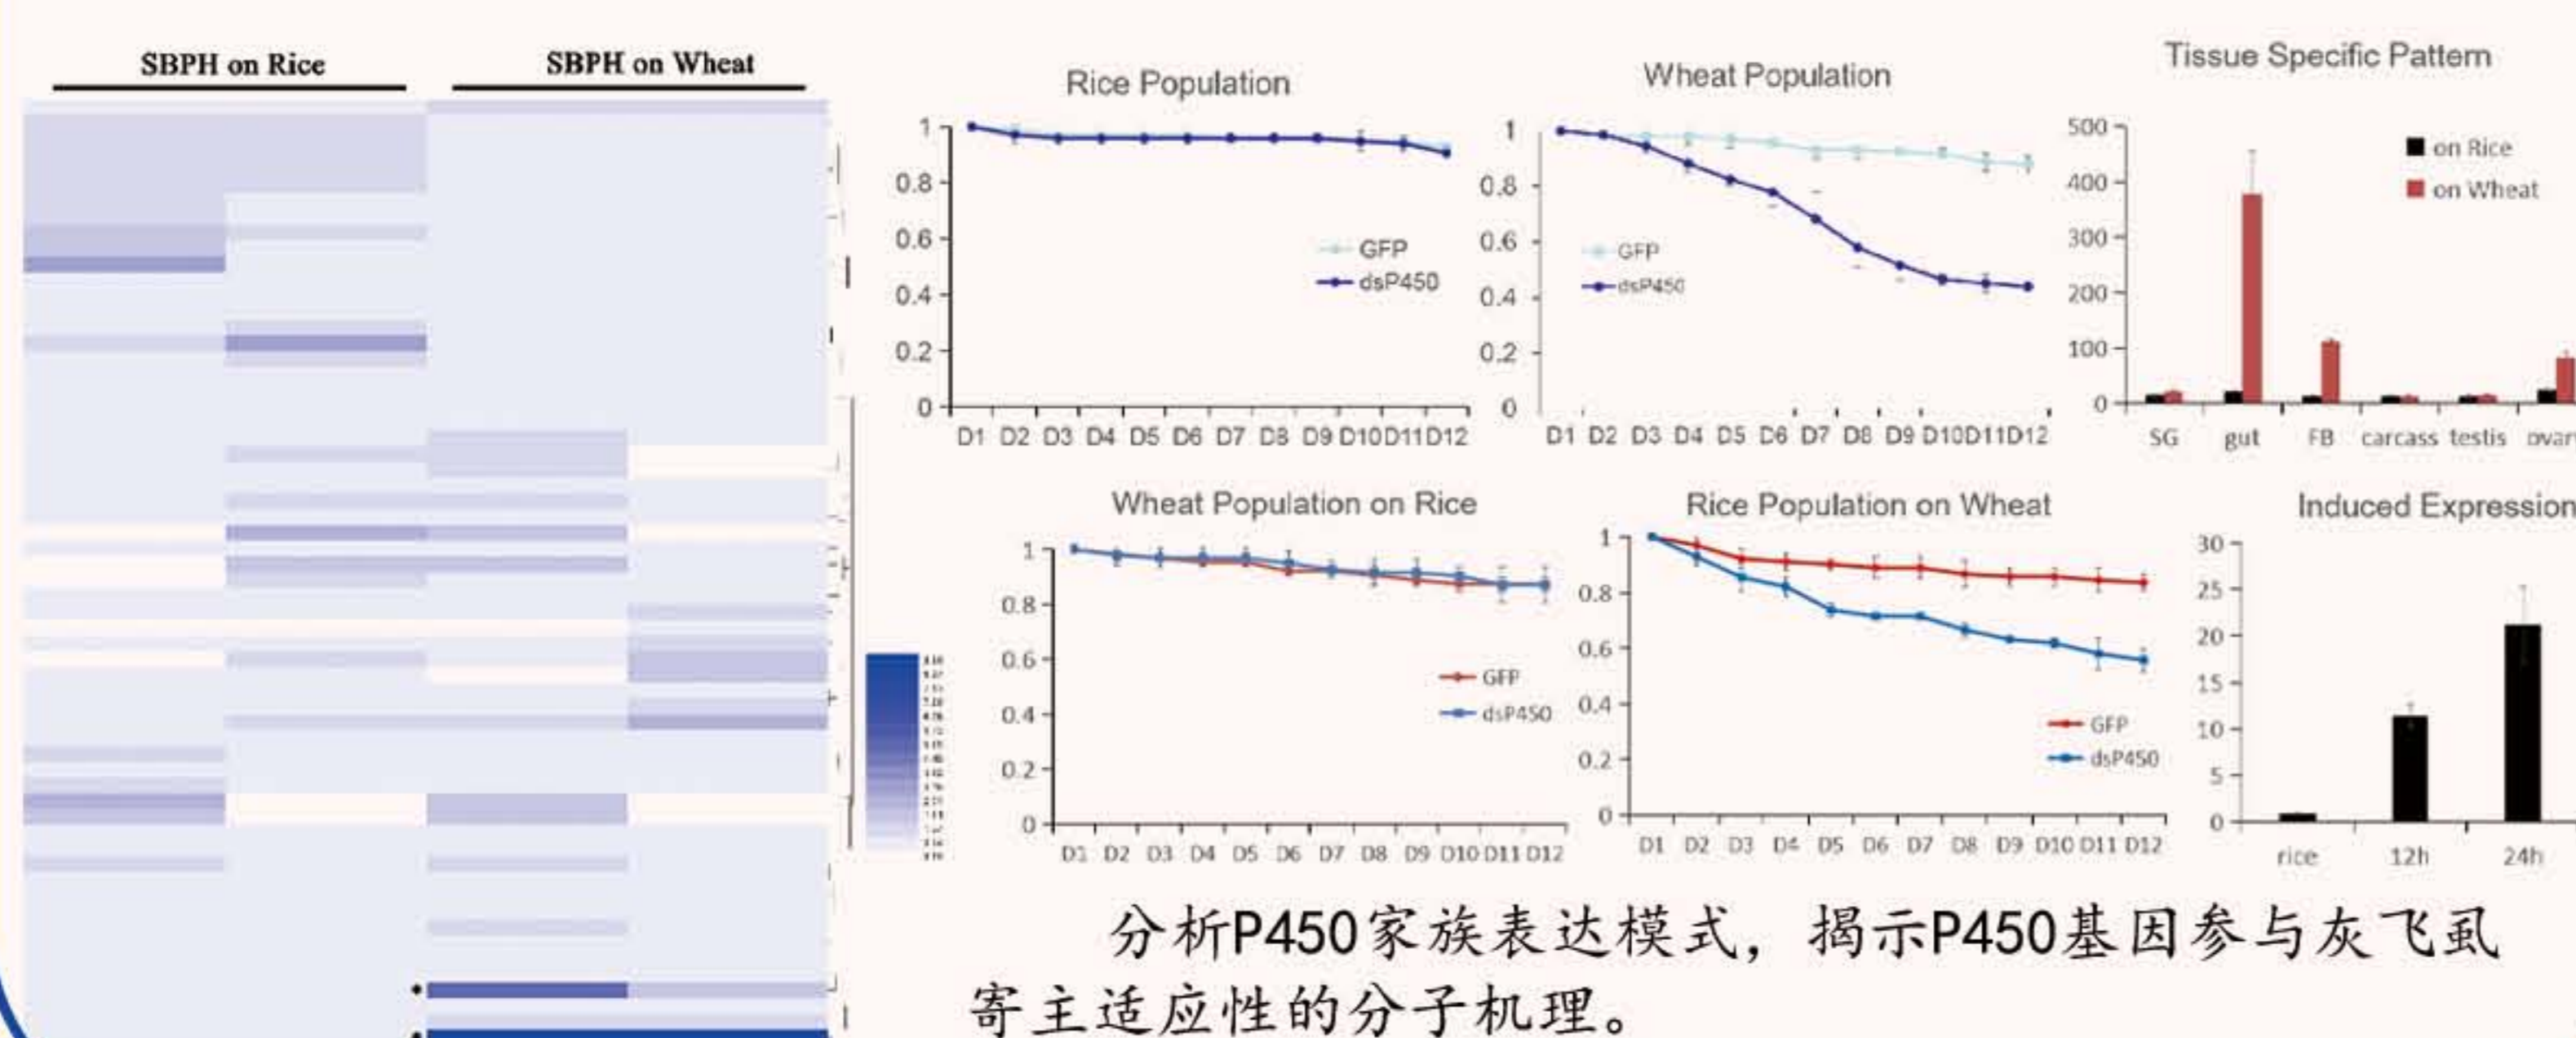 SBPH on Rice
SBPH on Wheat
Rice Population
1
0.8
0.6
0.4
0.2
0
GFP
dsP450
D1 D2 D3 D4 D5 D6 D7 D8 D9 D10 D11 D12
Wheat Population
1
0.8
0.6
0.4
0.2
0
GFP
dsP450
D1 D2 D3 D4 D5 D6 D7 D8 D9 D10 D11 D12
Tissue Specific Pattern
500
400
300
200
100
0
on Rice
on Wheat
SG gut FB carcass testis
Wheat Population on Rice
1
0.8
0.6
0.4
0.2
0
GFP
dsP450
D1 D2 D3 D4 D5 D6 D7 D8 D9 D10 D11 D12
Rice Population on Wheat
1
0.8
0.6
0.4
0.2
0
GFP
dsP450
D1 D2 D3 D4 D5 D6 D7 D8 D9 D10 D11 D12
Induced Expression
30
25
20
15
10
5
0
rice 12h 24h
分析P450家族表达模式，揭示P450基因参与灰飞虱
寄主适应性的分子机理。